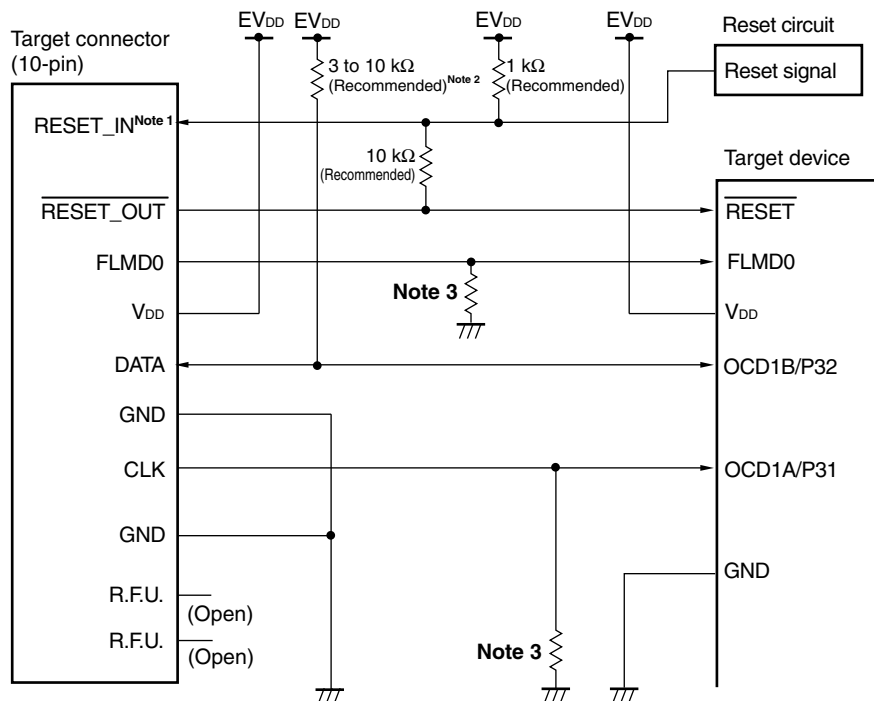 EVDD EVDD EVDD EVDD
Reset circuit
Reset signal
Target connector
(10-pin)
3 to 10 kΩ
(Recommended)Note 2
1 kΩ
(Recommended)
RESET_INNote 1
10 kΩ
(Recommended)
Target device
RESET_OUT
RESET
FLMD0
FLMD0
Note 3
VDD
VDD
DATA
OCD1B/P32
GND
CLK
OCD1A/P31
GND
GND
R.F.U.
(Open)
R.F.U.
(Open)
Note 3